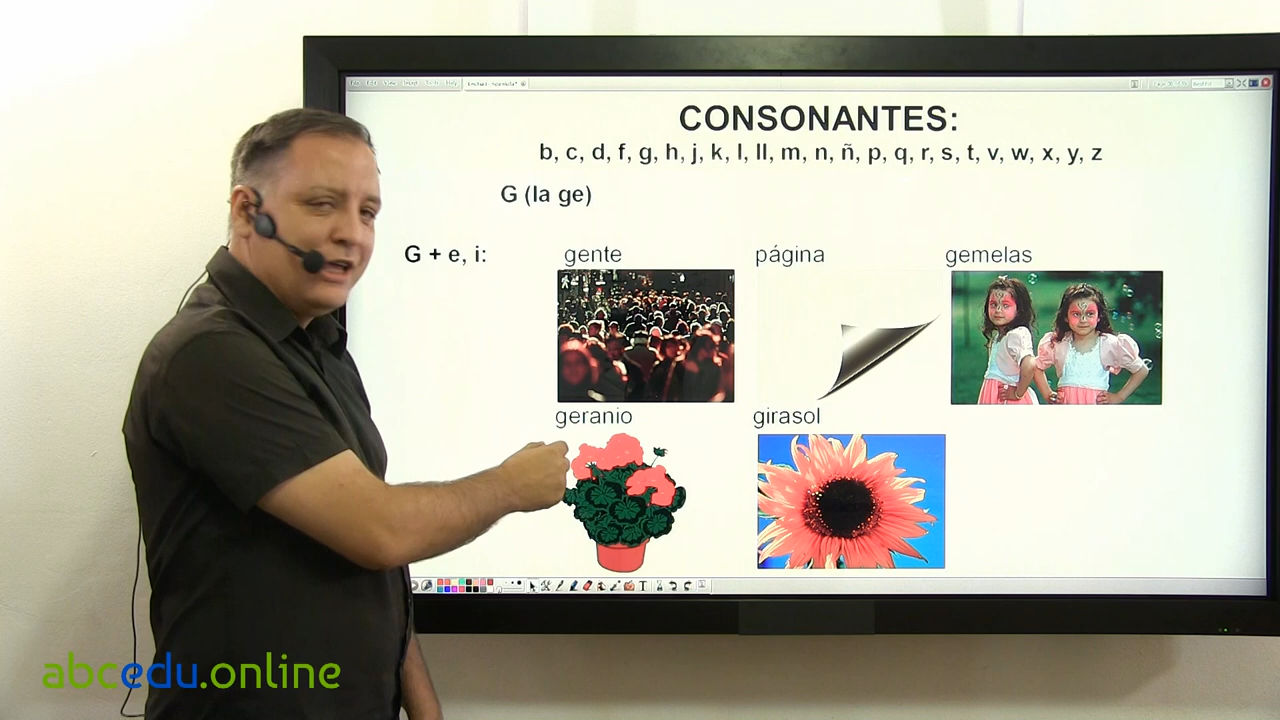 CONSONANTES:
b, c, d, f, g, h, j, k, l, ll, m, n, ñ, p, q, r, s, t, v, w, x, y, z
G (la ge)
G + e, i:
gente página gemelas
geranio girasol
abcedu.online